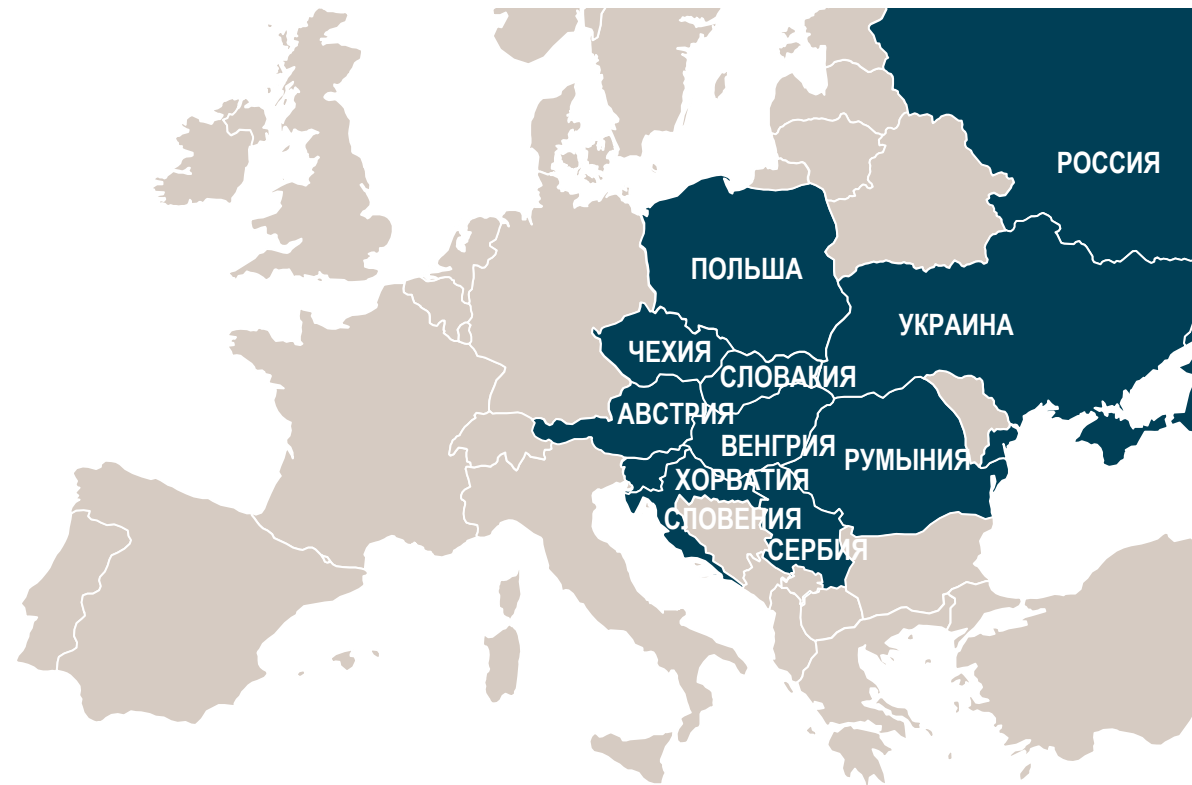 РОССИЯ
ПОЛЬША
УКРАИНА
ЧЕХИЯ
СЛОВАКИЯ
АВСТРИЯ
ВЕНГРИЯ
РУМЫНИЯ
ХОРВАТИЯ
СЛОВЕНИЯ
СЕРБИЯ